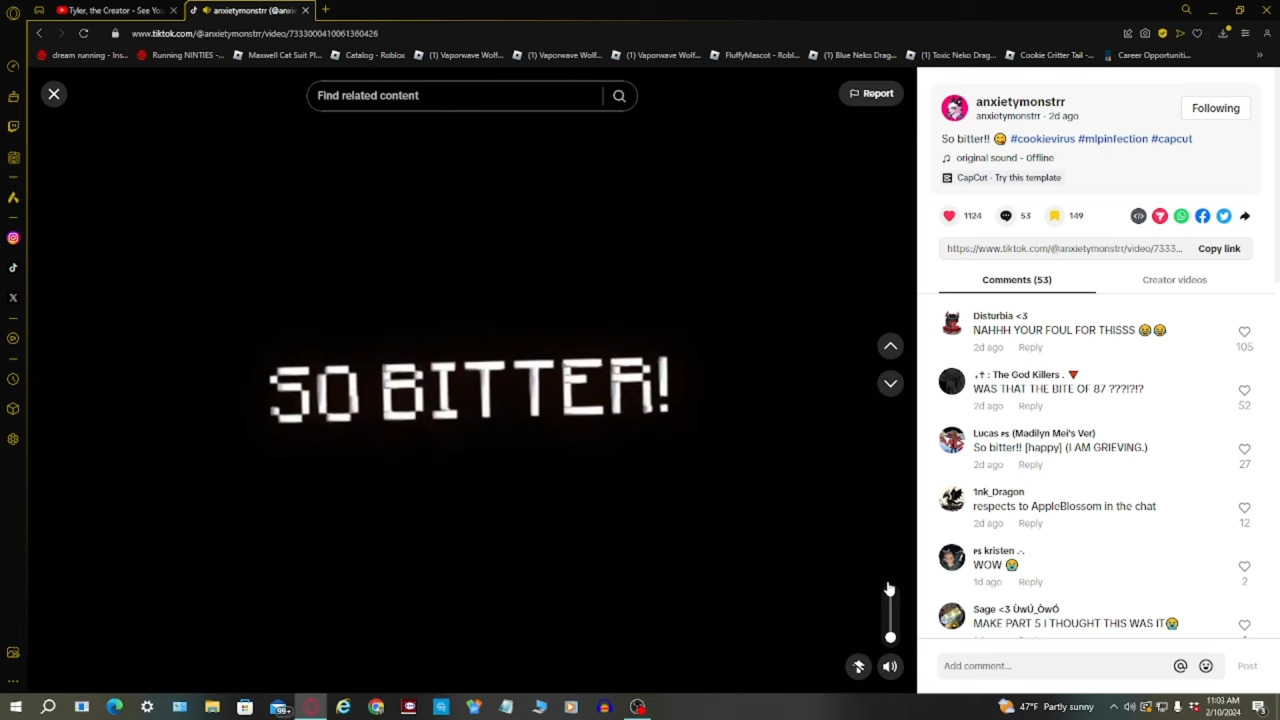 Tyler, the Creator - See You
anxietymonstrr (@anxie
www.tiktok.com/@anxietymonstrr/video/7333000410061360426
dream running - Ins...
Running NINTIES -...
Maxwell Cat Suit Pl...
Catalog - Roblox
(1) Vaporwave Wolf...
(1) Vaporwave Wolf...
(1) Vaporwave Wolf...
FluffyMascot - Robl...
(1) Blue Neko Drag...
(1) Toxic Neko Drag...
Cookie Critter Tail -...
Career Opportuniti...
Find related content
Report
SO BITTER!
anxietymonstrr
anxietymonstrr · 2d ago
Following
So bitter!! 😋 #cookievirus #mlpinfection #capcut
original sound - Offline
CapCut · Try this template
1124
53
149
https://www.tiktok.com/@anxietymonstrr/video/7333...
Copy link
Comments (53)
Creator videos
Disturbia <3
NAHHH YOUR FOUL FOR THISSS 😂😂
2d ago Reply
105
.✝ : The God Killers . 🔻
WAS THAT THE BITE OF 87 ???!?!?
2d ago Reply
52
Lucas PS (Madilyn Mei's Ver)
So bitter!! [happy] (I AM GRIEVING.)
2d ago Reply
27
1nk_Dragon
respects to AppleBlossom in the chat
2d ago Reply
12
PS kristen .-.
WOW 😭
1d ago Reply
2
Sage <3 ÙwÚ_ÒwÓ
MAKE PART 5 I THOUGHT THIS WAS IT😭
Add comment...
Post
99+
47°F Partly sunny
11:03 AM
2/10/2024
3